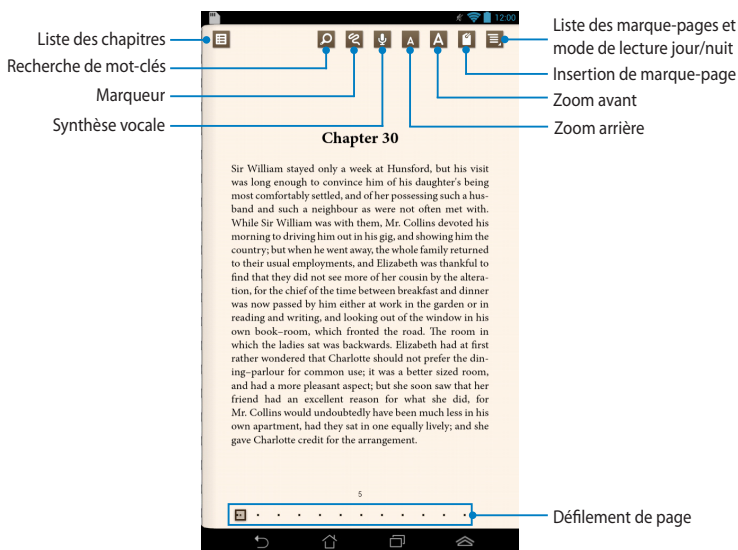 12:00
Liste des chapitres
Recherche de mot-clés
Marqueur
Synthèse vocale
Liste des marque-pages et
mode de lecture jour/nuit
Insertion de marque-page
Zoom avant
Zoom arrière
A
A
Chapter 30
Sir William stayed only a week at Hunsford, but his visit
was long enough to convince him of his daughter's being
most comfortably settled, and of her possessing such a hus-
band and such a neighbour as were not often met with.
While Sir William was with them, Mr. Collins devoted his
morning to driving him out in his gig, and showing him the
country; but when he went away, the whole family returned
to their usual employments, and Elizabeth was thankful to
find that they did not see more of her cousin by the altera-
tion, for the chief of the time between breakfast and dinner
was now passed by him either at work in the garden or in
reading and writing, and looking out of the window in his
own book–room, which fronted the road. The room in
which the ladies sat was backwards. Elizabeth had at first
rather wondered that Charlotte should not prefer the din-
ing–parlour for common use; it was a better sized room,
and had a more pleasant aspect; but she soon saw that her
friend had an excellent reason for what she did, for
Mr. Collins would undoubtedly have been much less in his
own apartment, had they sat in one equally lively; and she
gave Charlotte credit for the arrangement.
5
Défilement de page